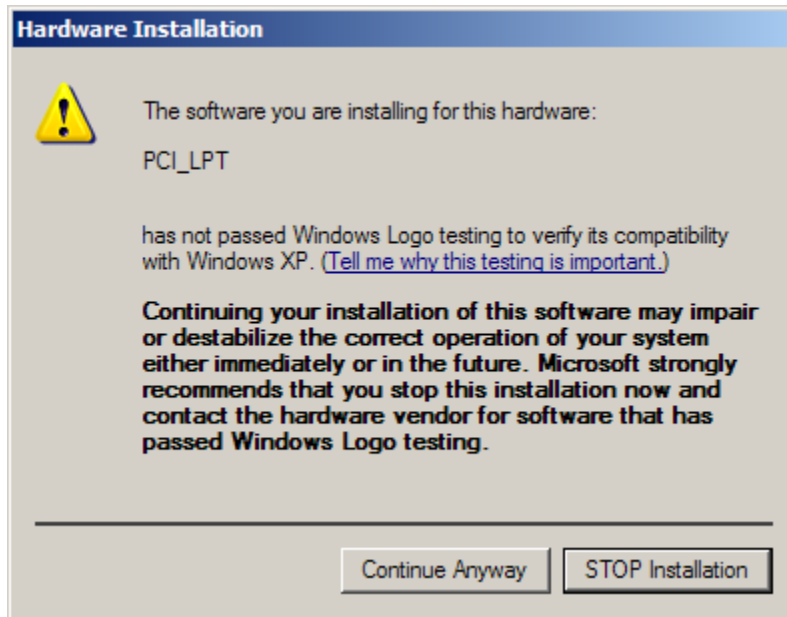 Hardware Installation
The software you are installing for this hardware:
PCI_LPT
has not passed Windows Logo testing to verify its compatibility
with Windows XP. (Tell me why this testing is important.)
Continuing your installation of this software may impair
or destabilize the correct operation of your system
either immediately or in the future. Microsoft strongly
recommends that you stop this installation now and
contact the hardware vendor for software that has
passed Windows Logo testing.
Continue Anyway
STOP Installation